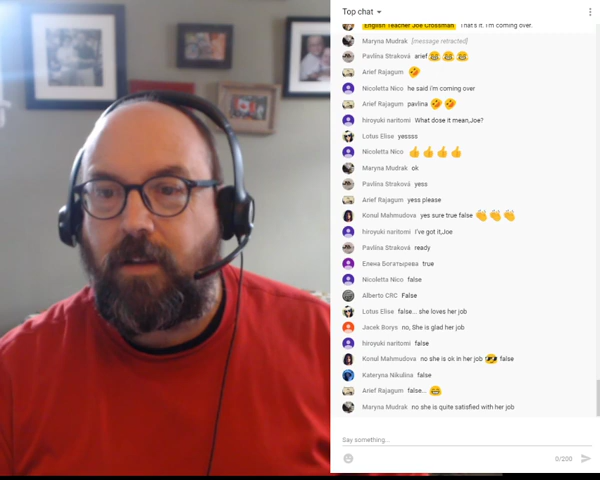 Top chat
English Teacher Joe Crossman That's it. I'm coming over.
Maryna Mudrak [message retracted]
Pavlína Straková arief 😂😂😂
Arief Rajagum 🤣
Nicoletta Nico he said i'm coming over
Arief Rajagum pavlina 🤣🤣
hiroyuki naritomi What dose it mean,Joe?
Lotus Elise yessss
Nicoletta Nico 👍👍👍👍
Maryna Mudrak ok
Pavlína Straková yess
Arief Rajagum yess please
Konul Mahmudova yes sure true false 👏👏👏
hiroyuki naritomi I've got it,Joe
Pavlína Straková ready
Елена Богатырева true
Nicoletta Nico false
Alberto CRC False
Lotus Elise false... she loves her job
Jacek Borys no, She is glad her job
hiroyuki naritomi false
Konul Mahmudova no she is ok in her job false
Kateryna Nikulina false
Arief Rajagum false... 😂
Maryna Mudrak no she is quite satisfied with her job
Say something...
0/200